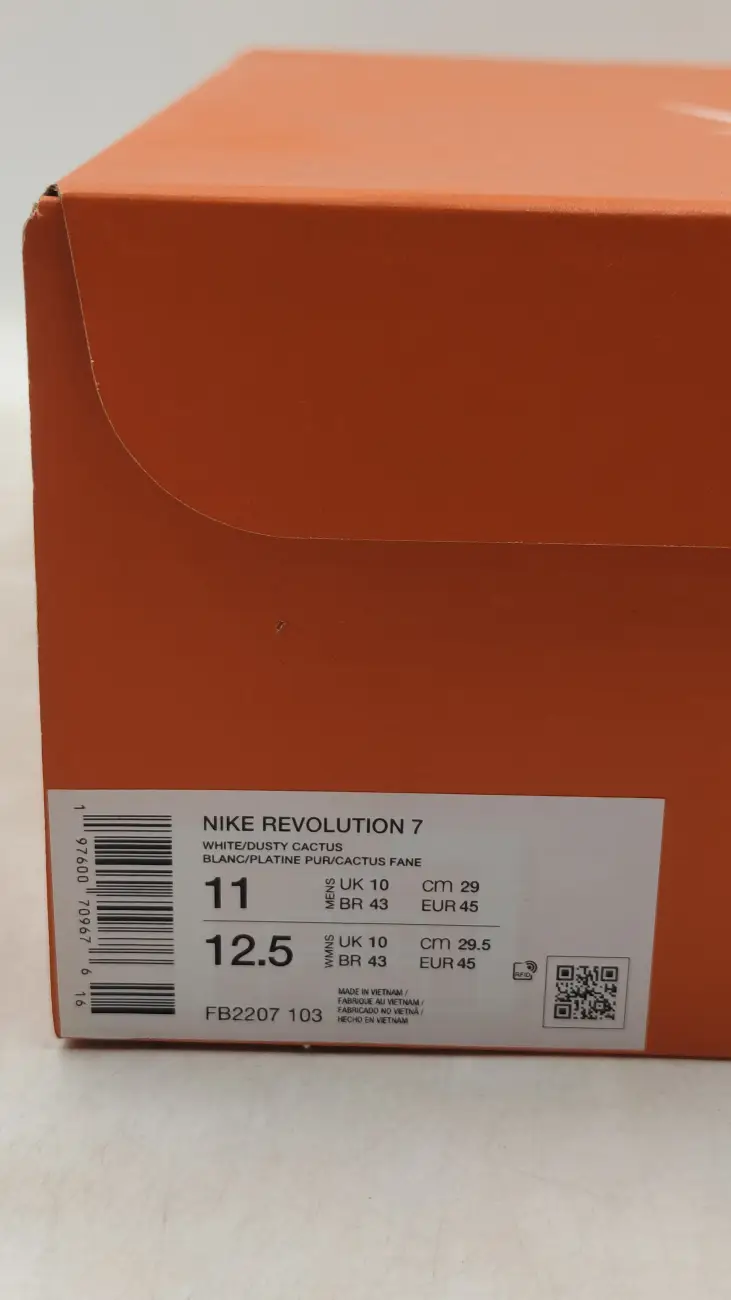 NIKE REVOLUTION 7
WHITE/DUSTY CACTUS
BLANC/PLATINE PUR/CACTUS FANE
11
MENS
UK 10
cm 29
BR 43
EUR 45
12.5
WMNS
UK 10
cm 29.5
BR 43
EUR 45
FB2207 103
MADE IN VIETNAM /
FABRIQUE AU VIETNAM /
FABRICADO NO VIETNÃ /
HECHO EN VIETNAM
RFID
1 97600 70967 6 16